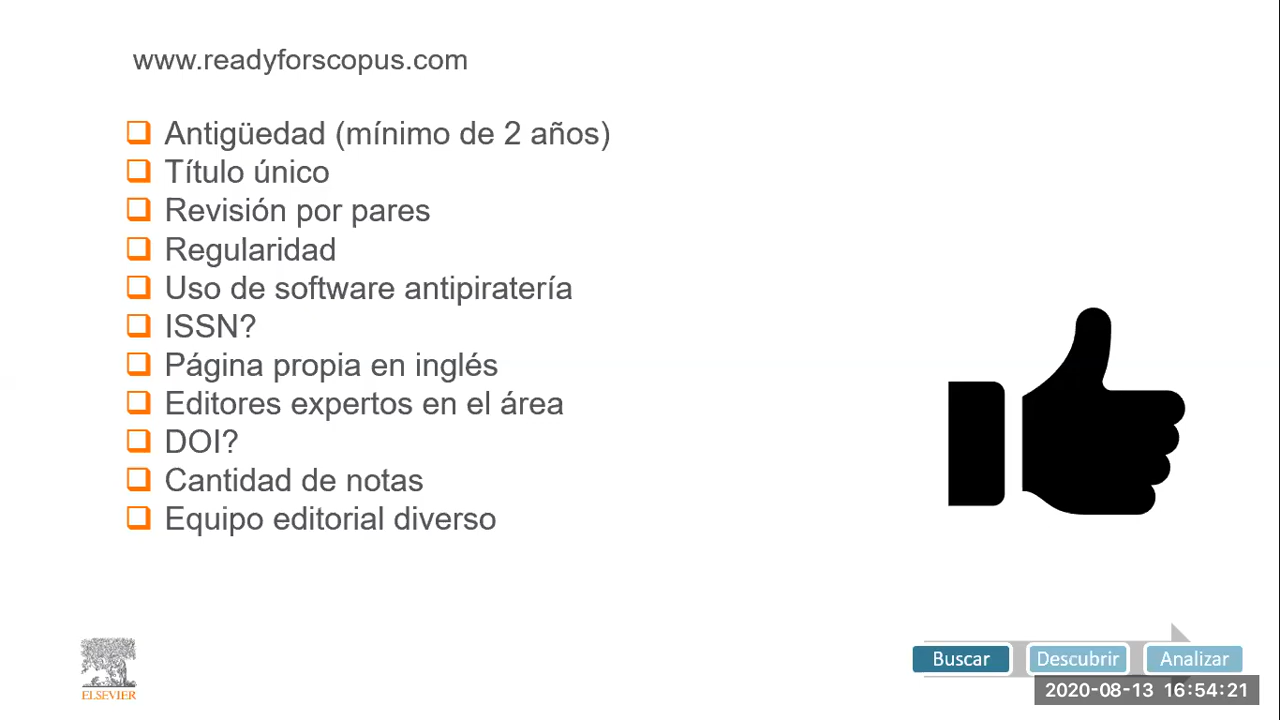 www.readyforscopus.com
Antigüedad (mínimo de 2 años)
Título único
Revisión por pares
Regularidad
Uso de software antipiratería
ISSN?
Página propia en inglés
Editores expertos en el área
DOI?
Cantidad de notas
Equipo editorial diverso
ELSEVIER
Buscar
Descubrir
Analizar
2020-08-13 16:54:21